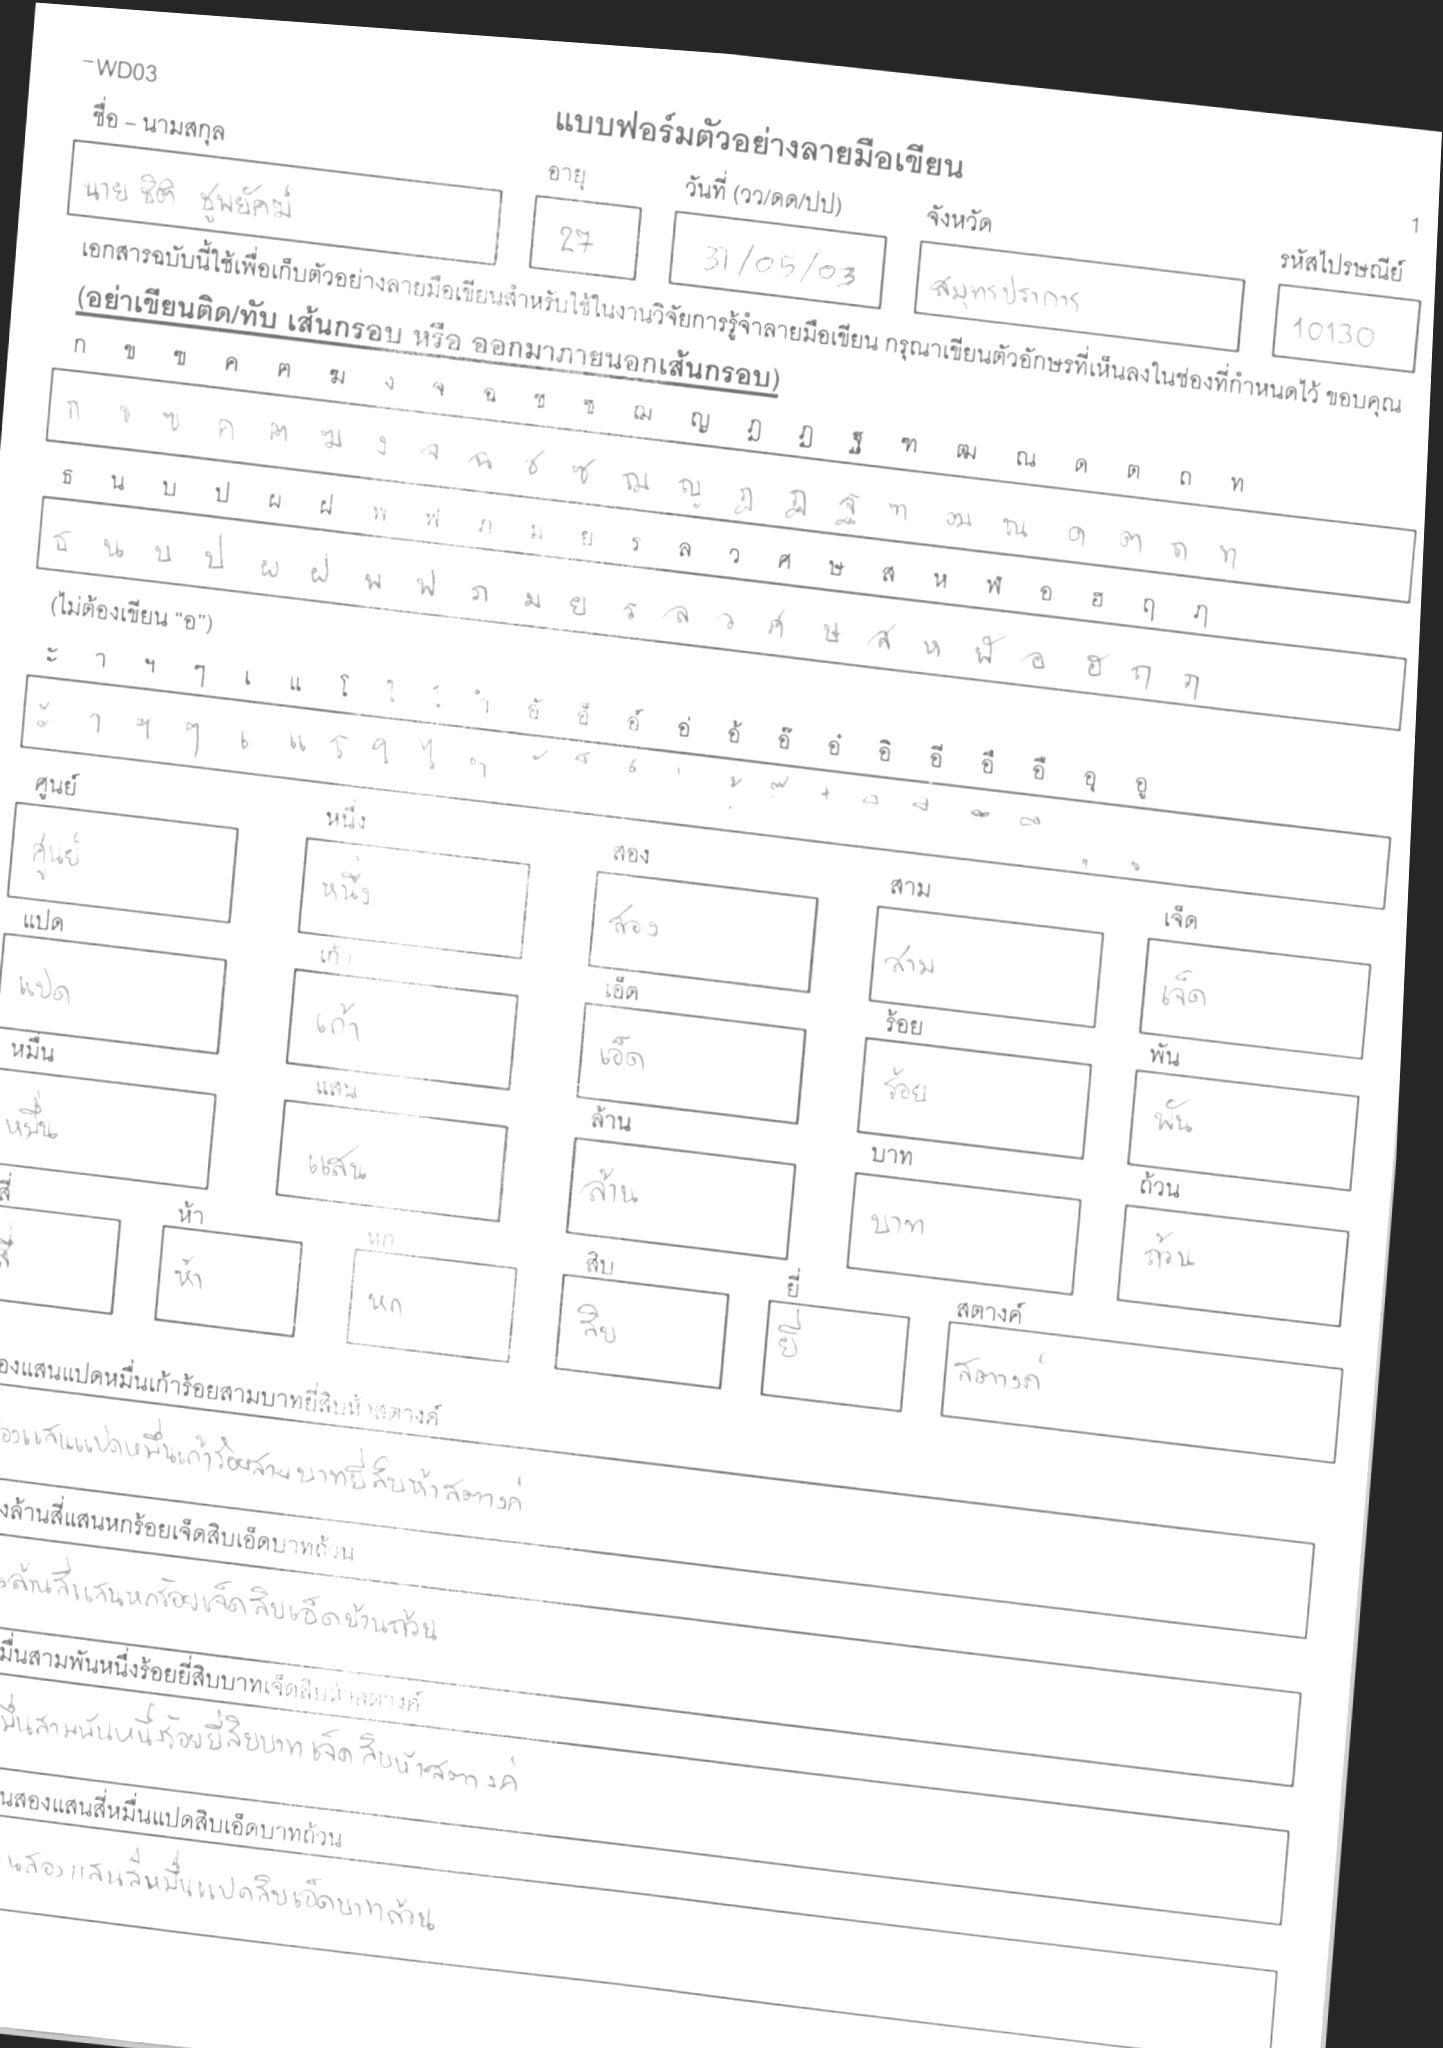 WD03
แบบฟอร์มตัวอย่างลายมือเขียน
1
ชื่อ – นามสกุล อายุ วันที่ (วว/ดด/ปป) จังหวัด รหัสไปรษณีย์
นาย ธิติ ชูพยัคฆ์ 27 31/05/03 สมุทรปราการ 10130
เอกสารฉบับนี้ใช้เพื่อเก็บตัวอย่างลายมือเขียนสำหรับใช้ในงานวิจัยการรู้จำลายมือเขียน กรุณาเขียนตัวอักษรที่เห็นลงในช่องที่กำหนดไว้ ขอบคุณ
(อย่าเขียนติด/ทับ เส้นกรอบ หรือ ออกมาภายนอกเส้นกรอบ)
ก ข ฃ ค ฅ ฆ ง จ ฉ ช ซ ฌ ญ ฎ ฏ ฐ ฑ ฒ ณ ด ต ถ ท
ก ข ฃ ค ฅ ฆ ง จ ฉ ช ซ ฌ ญ ฎ ฏ ฐ ฑ ฒ ณ ด ต ถ ท
ธ น บ ป ผ ฝ พ ฟ ภ ม ย ร ล ว ศ ษ ส ห ฬ อ ฮ ฤ ฦ
ธ น บ ป ผ ฝ พ ฟ ภ ม ย ร ล ว ศ ษ ส ห ฬ อ ฮ ฤ ฦ
(ไม่ต้องเขียน “อ”)
ะ า ฯ ๆ เ แ โ ใ ไ ำ อั อ็ อ์ อ่ อ้ อ๊ อ๋ อิ อี อึ อื อุ อู
ะ า ฯ ๆ เ แ โ ใ ไ ำ ั ็ ์ ่ ้ ๊ ๋ ิ ี ึ ื ุ ู
ศูนย์ หนึ่ง สอง สาม เจ็ด
ศูนย์ หนึ่ง สอง สาม เจ็ด
แปด เก้า เอ็ด ร้อย พัน
แปด เก้า เอ็ด ร้อย พัน
หมื่น แสน ล้าน บาท ถ้วน
หมื่น แสน ล้าน บาท ถ้วน
สี่ ห้า หก สิบ ยี่ สตางค์
สี่ ห้า หก สิบ ยี่ สตางค์
องแสนแปดหมื่นเก้าร้อยสามบาทยี่สิบห้าสตางค์
องแสนแปดหมื่นเก้าร้อยสามบาทยี่สิบห้าสตางค์
งล้านสี่แสนหกร้อยเจ็ดสิบเอ็ดบาทถ้วน
งล้านสี่แสนหกร้อยเจ็ดสิบเอ็ดบ้านถ้วน
มื่นสามพันหนึ่งร้อยยี่สิบบาทเจ็ดสิบห้าสตางค์
มื่นสามพันหนึ่งร้อยยี่สิบบาทเจ็ดสิบห้าสตางค์
นสองแสนสี่หมื่นแปดสิบเอ็ดบาทถ้วน
นสองแสนสี่หมื่นแปดสิบเอ็ดบาทถ้วน